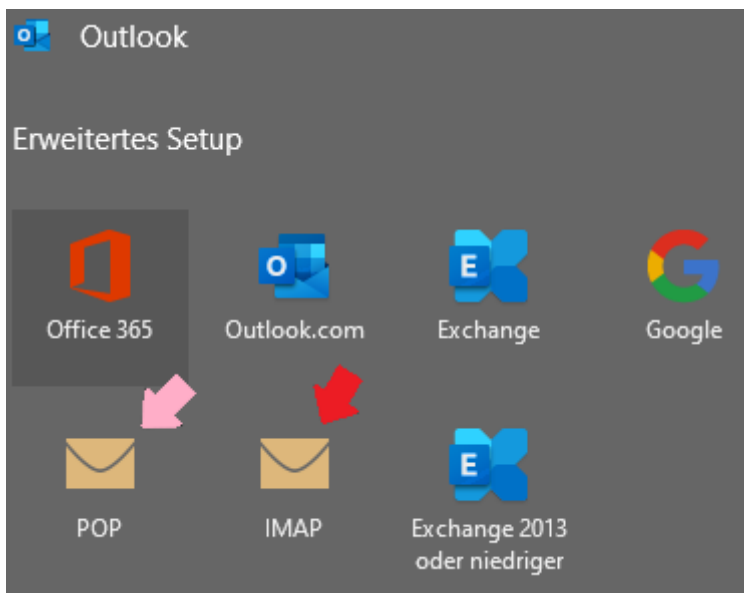 Outlook
Erweitertes Setup
Office 365
Outlook.com
Exchange
Google
POP
IMAP
Exchange 2013
oder niedriger